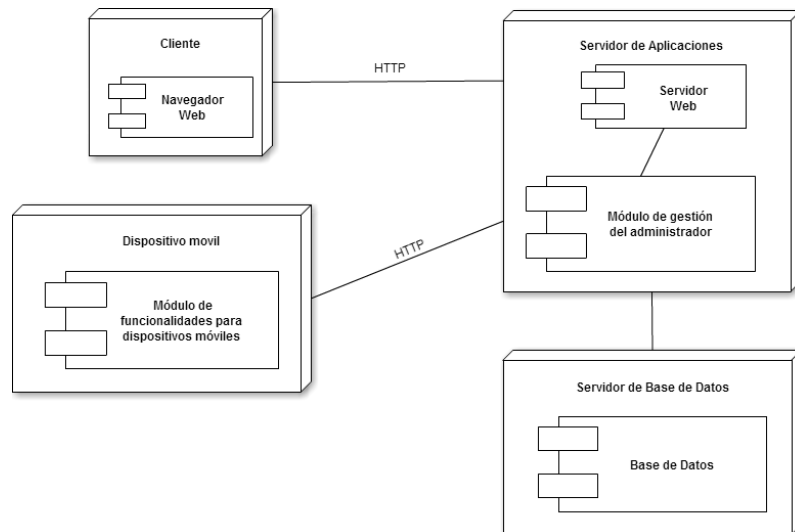 Cliente
Navegador
Web
HTTP
Servidor de Aplicaciones
Servidor
Web
Módulo de gestión
del administrador
Dispositivo movil
Módulo de
funcionalidades para
dispositivos móviles
HTTP
Servidor de Base de Datos
Base de Datos